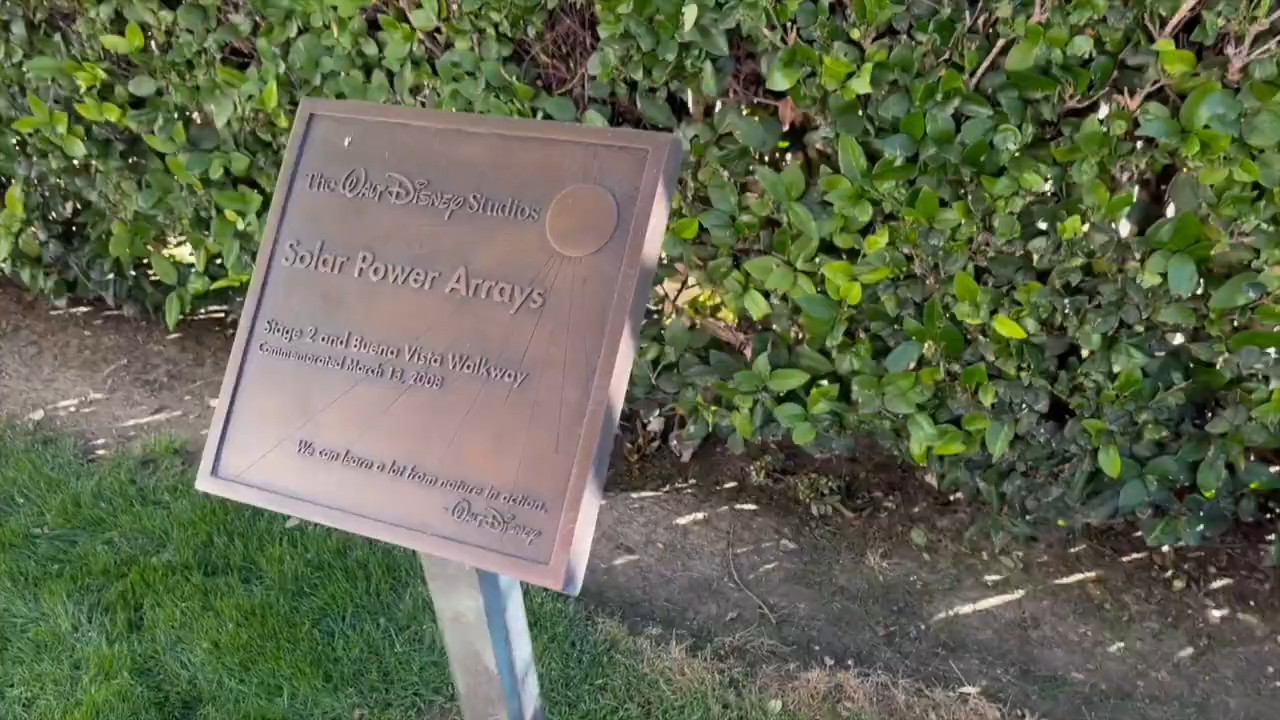 The Walt Disney Studios
Solar Power Arrays
Stage 2 and Buena Vista Walkway
Commemorated March 13, 2008
We can learn a lot from nature in action.
-Walt Disney